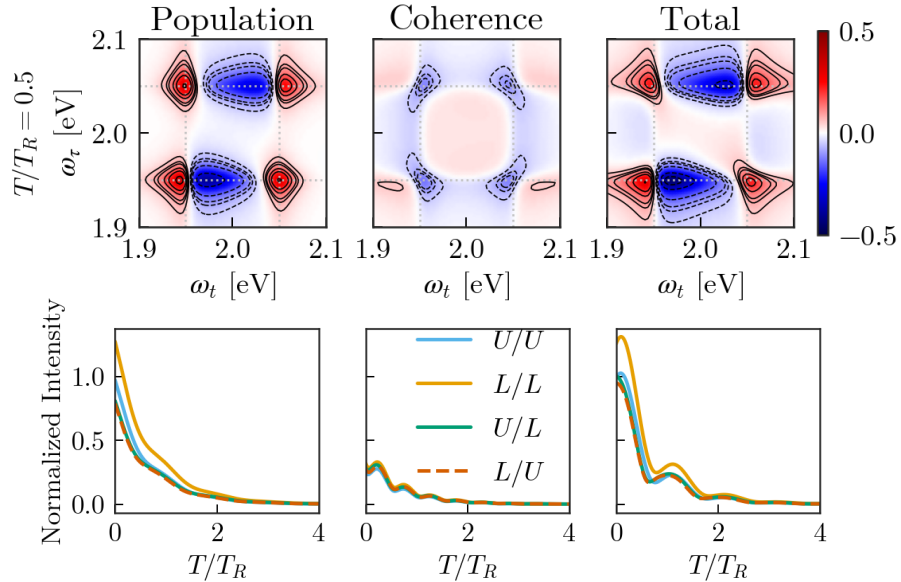 Population Coherence Total
T/T_R = 0.5
ω_τ [eV]
2.1
2.0
1.9
1.9 2.0 2.1 1.9 2.0 2.1 1.9 2.0 2.1
ω_t [eV] ω_t [eV] ω_t [eV]
0.5
0.0
−0.5
Normalized Intensity
1.0
0.5
0.0
U/U
L/L
U/L
L/U
0 2 4 0 2 4 0 2 4
T/T_R T/T_R T/T_R